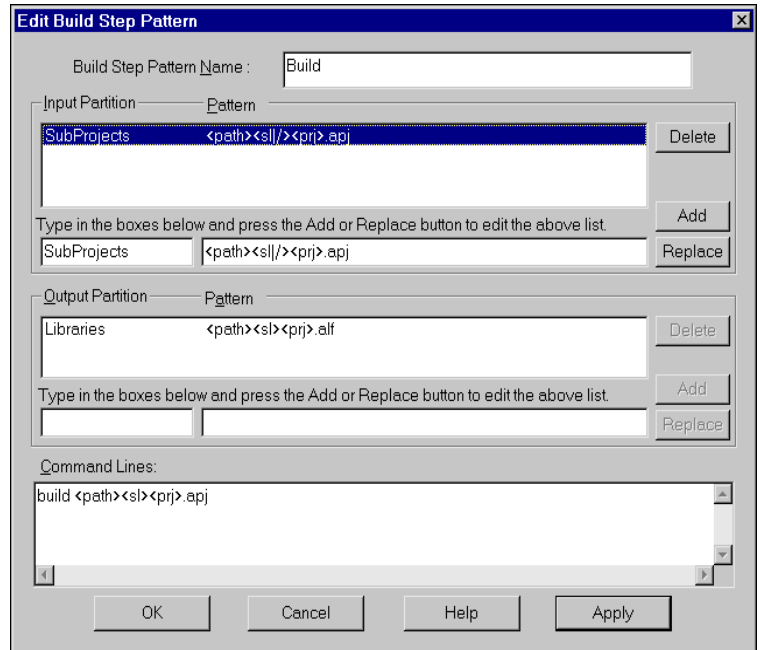 Edit Build Step Pattern
Build Step Pattern Name : Build
Input Partition Pattern
SubProjects <path><sl|/><prj>.apj
Delete
Add
Type in the boxes below and press the Add or Replace button to edit the above list.
SubProjects <path><sl|/><prj>.apj Replace
Output Partition Pattern
Libraries <path><sl><prj>.alf Delete
Add
Type in the boxes below and press the Add or Replace button to edit the above list.
Replace
Command Lines:
build <path><sl><prj>.apj
OK Cancel Help Apply